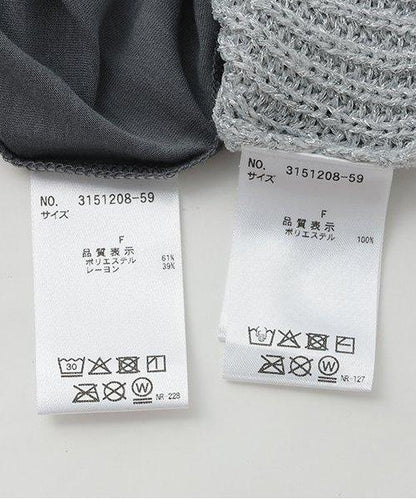 NO. 3151208-59
サイズ
F
品質表示
ポリエステル 61%
レーヨン 39%
30
W
NR-228
NO. 3151208-59
サイズ
F
品質表示
ポリエステル 100%
W
NR-127